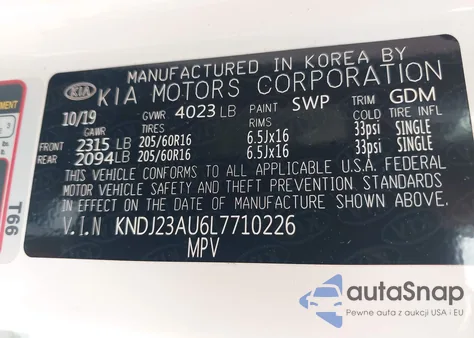 MANUFACTURED IN KOREA BY
KIA KIA MOTORS CORPORATION
10/19 GVWR 4023 LB PAINT SWP TRIM GDM
GAWR TIRES RIMS COLD TIRE INFL
FRONT 2315 LB 205/60R16 6.5Jx16 33psi SINGLE
REAR 2094 LB 205/60R16 6.5Jx16 33psi SINGLE
THIS VEHICLE CONFORMS TO ALL APPLICABLE U.S.A. FEDERAL
MOTOR VEHICLE SAFETY AND THEFT PREVENTION STANDARDS
IN EFFECT ON THE DATE OF MANUFACTURE SHOWN ABOVE.
V.I.N KNDJ23AU6L7710226
MPV
T66
autoSnap
Pewne auta z aukcji USA i EU